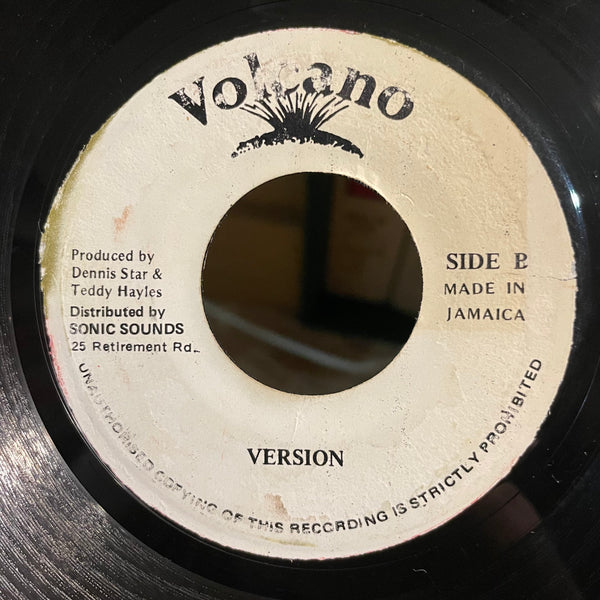 Volcano
Produced by
Dennis Star &
Teddy Hayles
Distributed by
SONIC SOUNDS
25 Retirement Rd.
SIDE B
MADE IN
JAMAICA
VERSION
UNAUTHORISED COPYING OF THIS RECORDING IS STRICTLY PROHIBITED